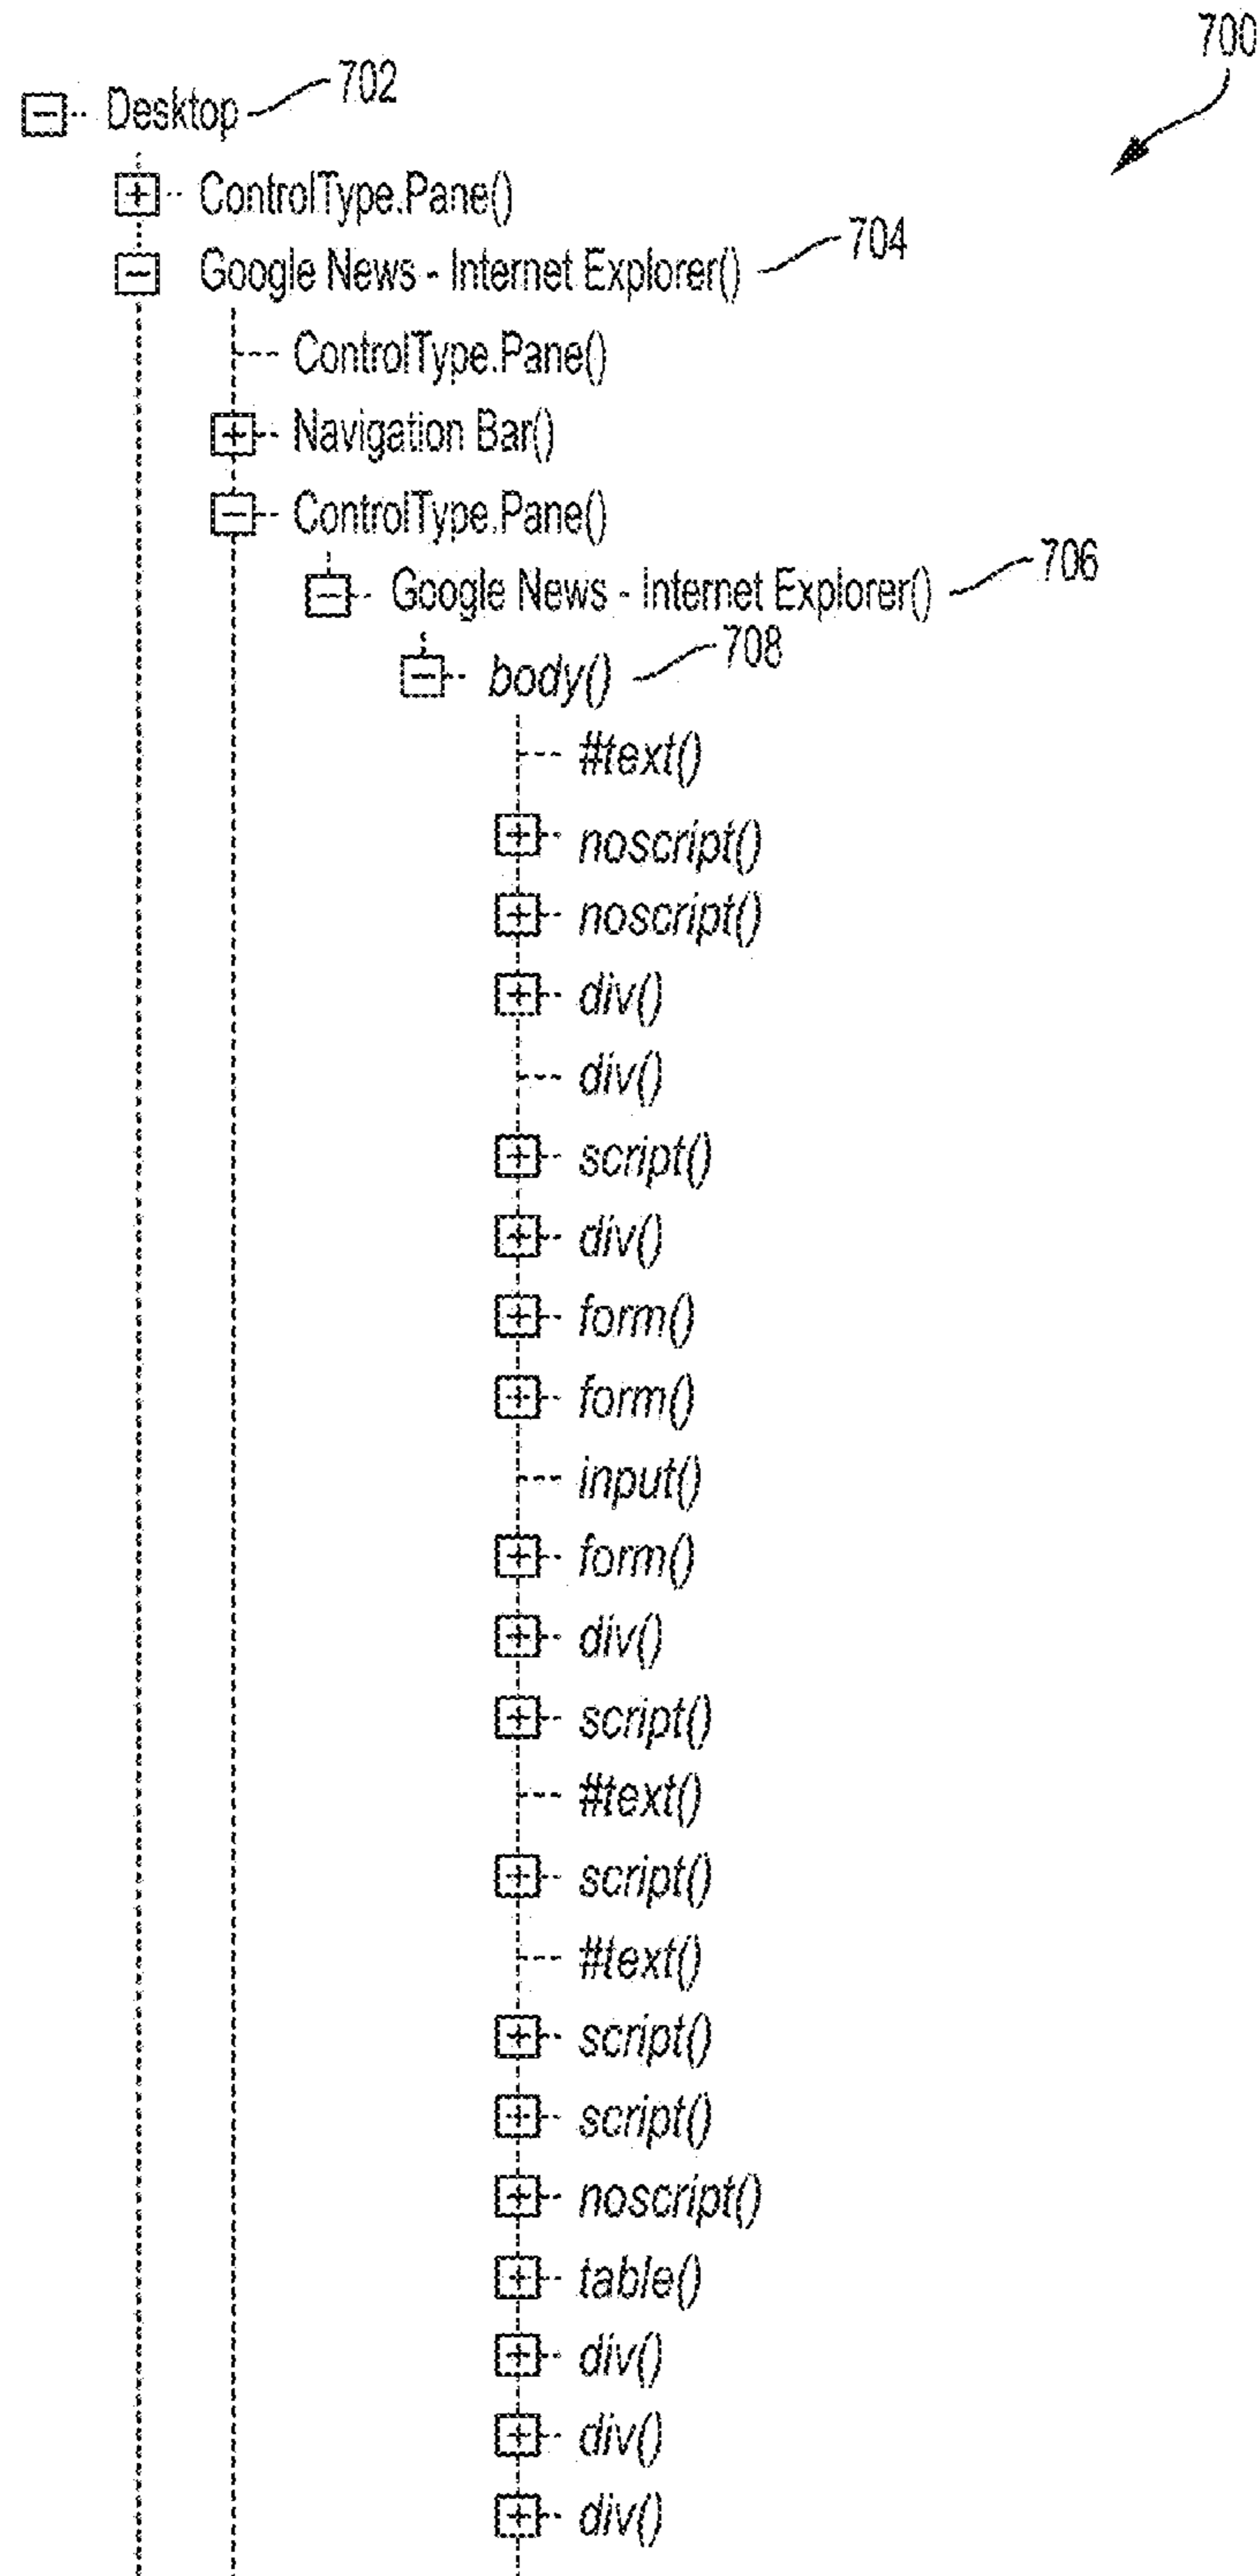 700
Desktop 702
ControlType.Pane()
Google News - Internet Explorer() 704
ControlType.Pane()
Navigation Bar()
ControlType.Pane()
Google News - Internet Explorer() 706
body() 708
#text()
noscript()
noscript()
div()
div()
script()
div()
form()
form()
input()
form()
div()
script()
#text()
script()
#text()
script()
script()
noscript()
table()
div()
div()
div()